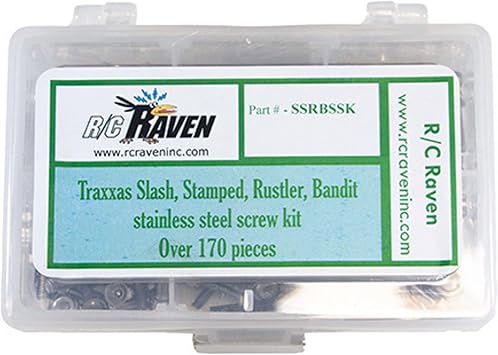 R/C RAVEN
www.rcraveninc.com
Part # - SSRBSSK
Traxxas Slash, Stamped, Rustler, Bandit
stainless steel screw kit
Over 170 pieces
R/C Raven
www.rcraveninc.com